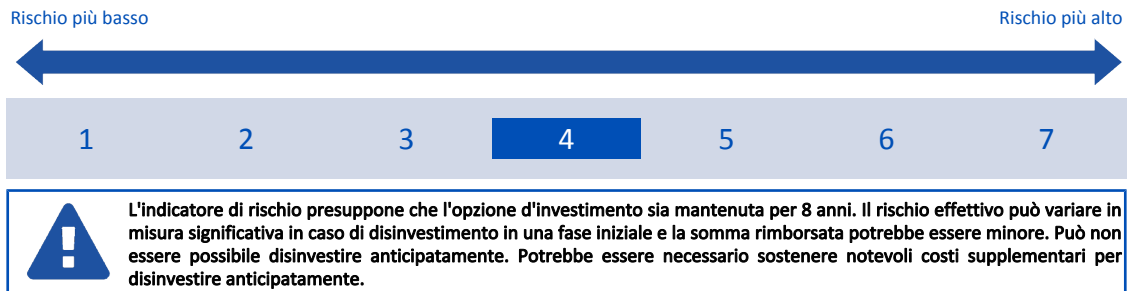 Rischio più basso Rischio più alto
1 2 3 4 5 6 7
L'indicatore di rischio presuppone che l'opzione d'investimento sia mantenuta per 8 anni. Il rischio effettivo può variare in
misura significativa in caso di disinvestimento in una fase iniziale e la somma rimborsata potrebbe essere minore. Può non
essere possibile disinvestire anticipatamente. Potrebbe essere necessario sostenere notevoli costi supplementari per
disinvestire anticipatamente.